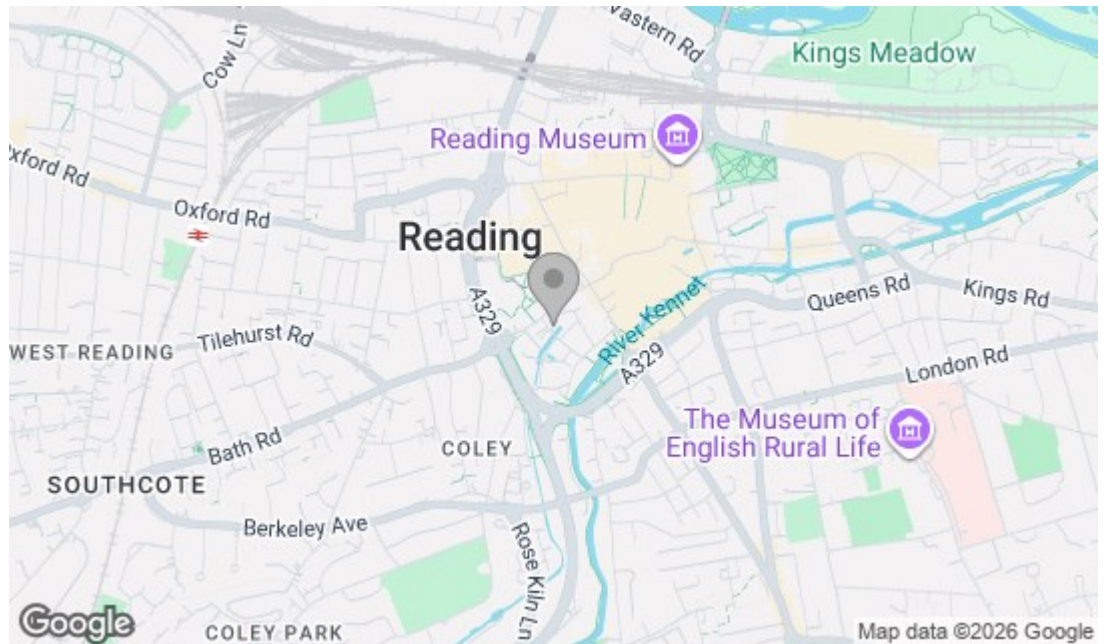 Vastern Rd
Kings Meadow
Cow Ln
Reading Museum
Oxford Rd
Oxford Rd
Reading
A329
River Kennet
Queens Rd
Kings Rd
WEST READING
Tilehurst Rd
A329
London Rd
The Museum of
English Rural Life
Bath Rd
COLEY
SOUTHCOTE
Berkeley Ave
Rose Kiln Ln
Google
COLEY PARK
Map data ©2026 Google